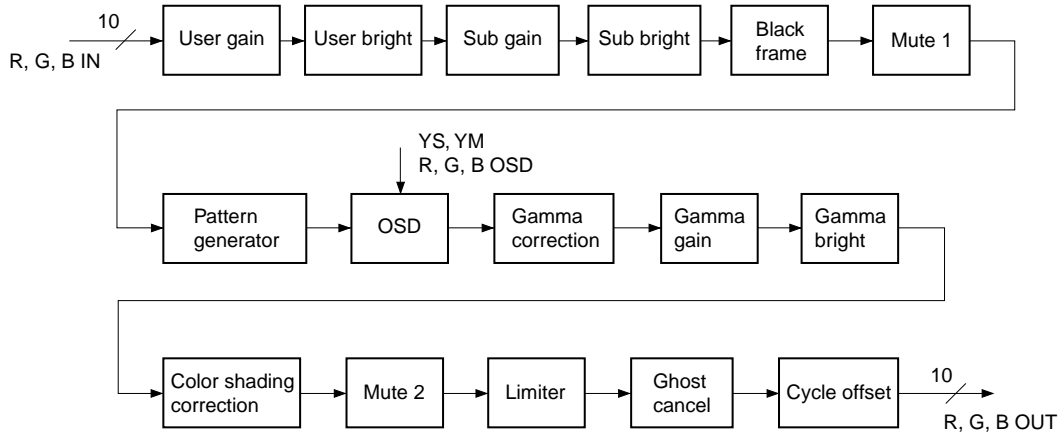 10
R, G, B IN
User gain
User bright
Sub gain
Sub bright
Black
frame
Mute 1
YS, YM
R, G, B OSD
Pattern
generator
OSD
Gamma
correction
Gamma
gain
Gamma
bright
Color shading
correction
Mute 2
Limiter
Ghost
cancel
Cycle offset
10
R, G, B OUT